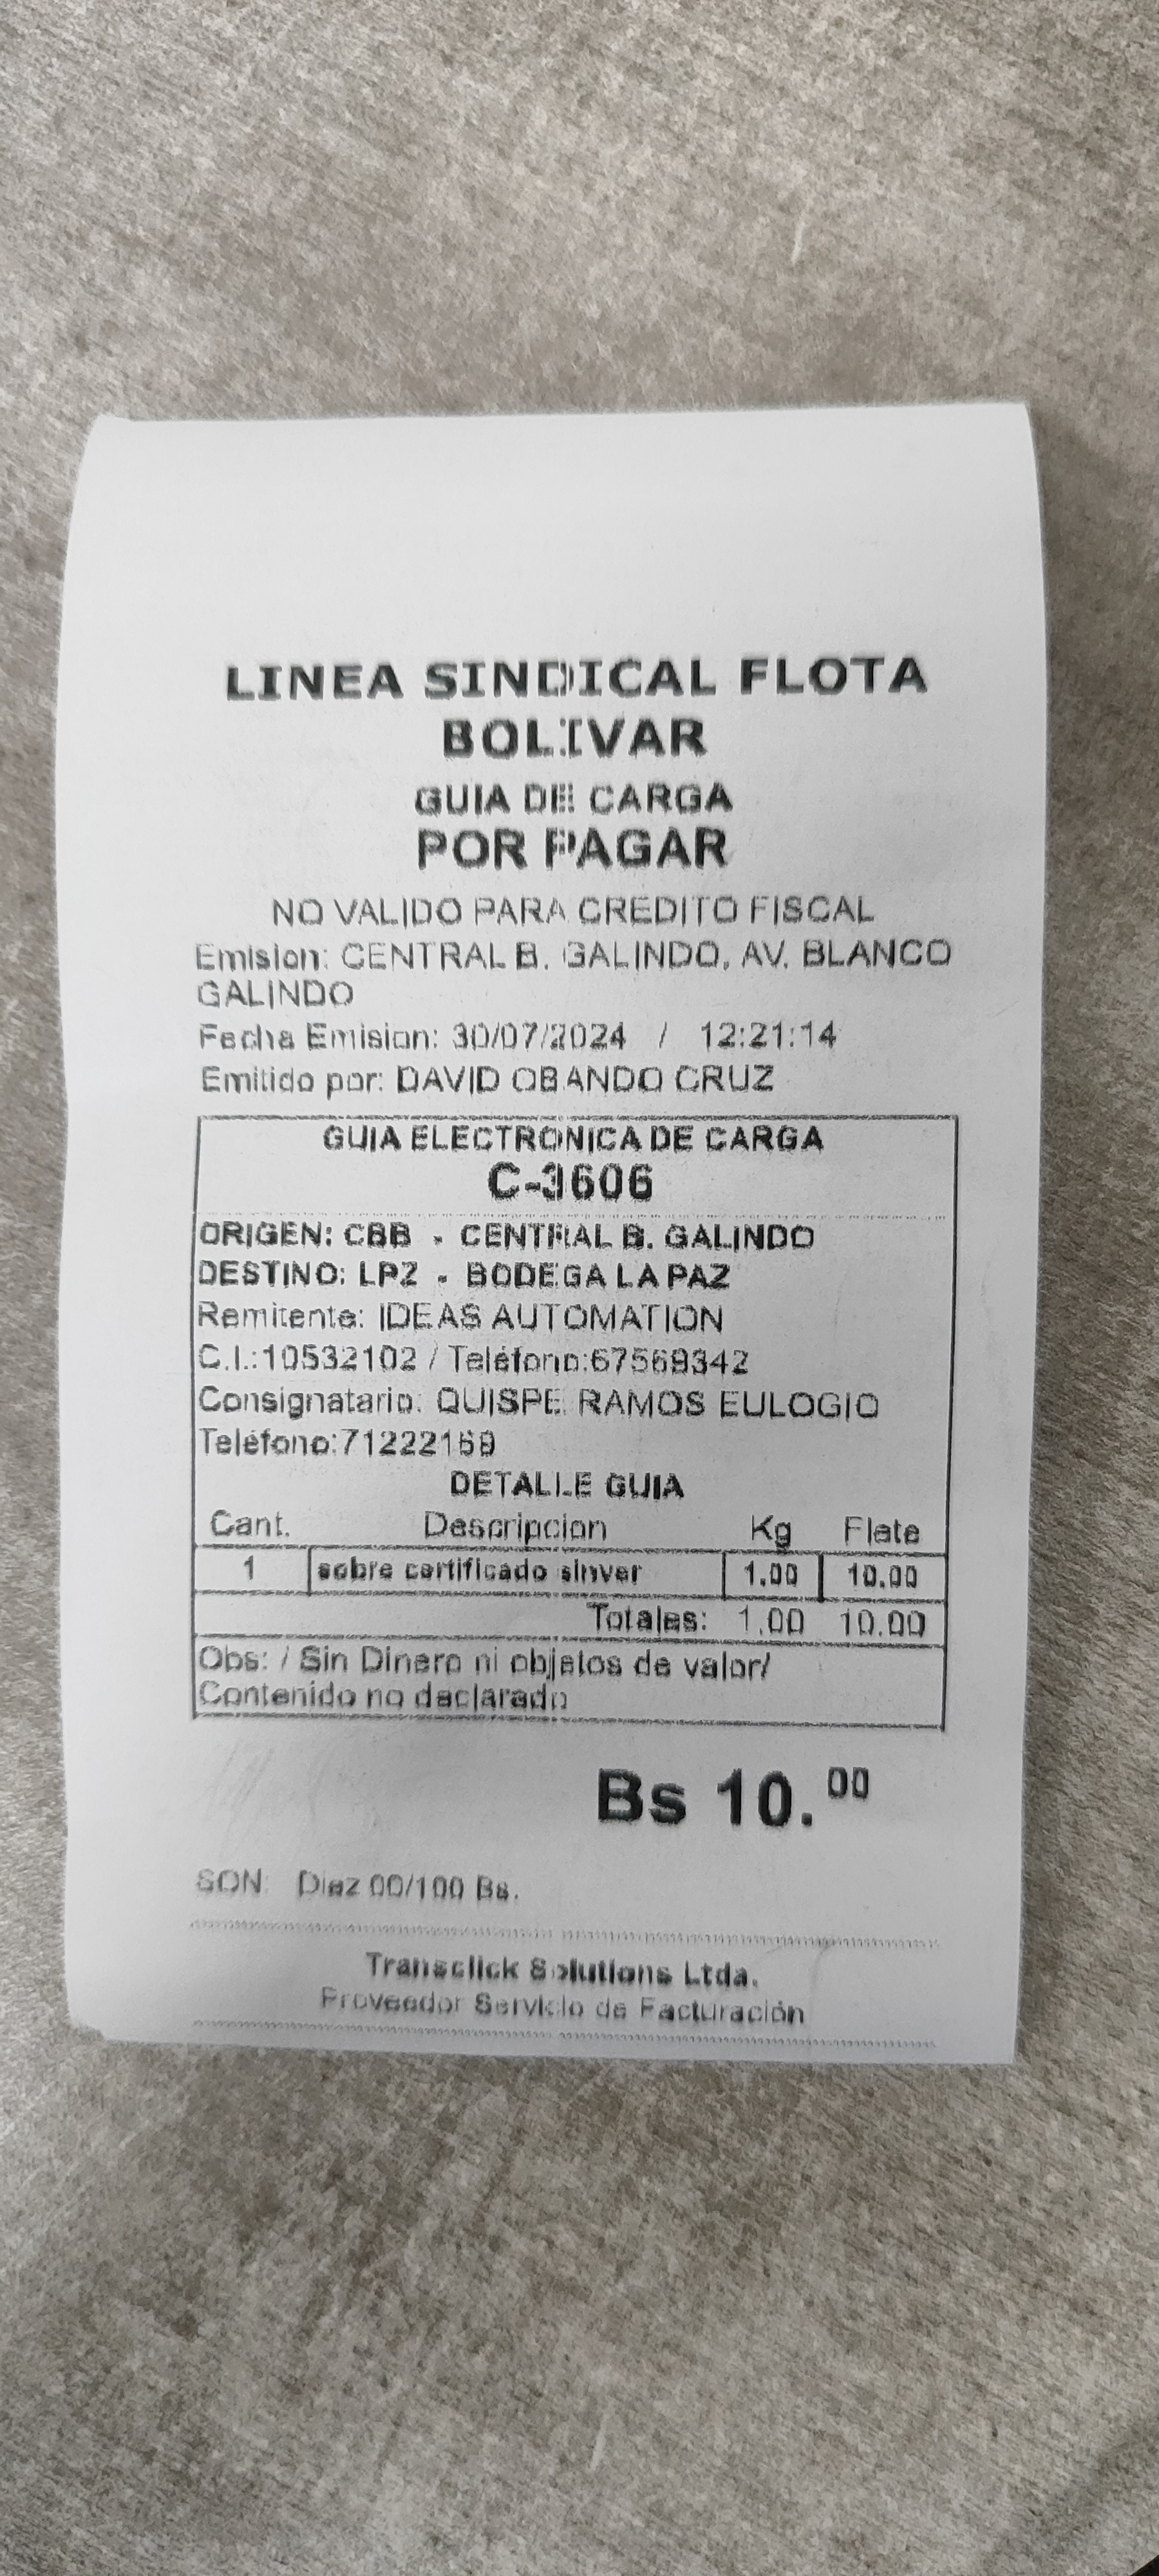 LINEA SINDICAL FLOTA
BOLIVAR
GUIA DE CARGA
POR PAGAR
NO VALIDO PARA CREDITO FISCAL
Emision: CENTRAL B. GALINDO, AV. BLANCO
GALINDO
Fecha Emision: 30/07/2024 / 12:21:14
Emitido por: DAVID OBANDO CRUZ
GUIA ELECTRONICA DE CARGA
C-3606
ORIGEN: CBB - CENTRAL B. GALINDO
DESTINO: LPZ - BODEGA LA PAZ
Remitente: IDEAS AUTOMATION
C.I.:10532102 / Teléfono:67569342
Consignatario: QUISPE RAMOS EULOGIO
Teléfono:71222169
DETALLE GUIA
Cant. Descripcion Kg Flete
1 sobre certificado sinver 1.00 10.00
Totales: 1.00 10.00
Obs: / Sin Dinero ni objetos de valor/
Contenido no declarado
Bs 10.00
SON: Diez 00/100 Bs.
Transclick Solutions Ltda.
Proveedor Servicio de Facturación